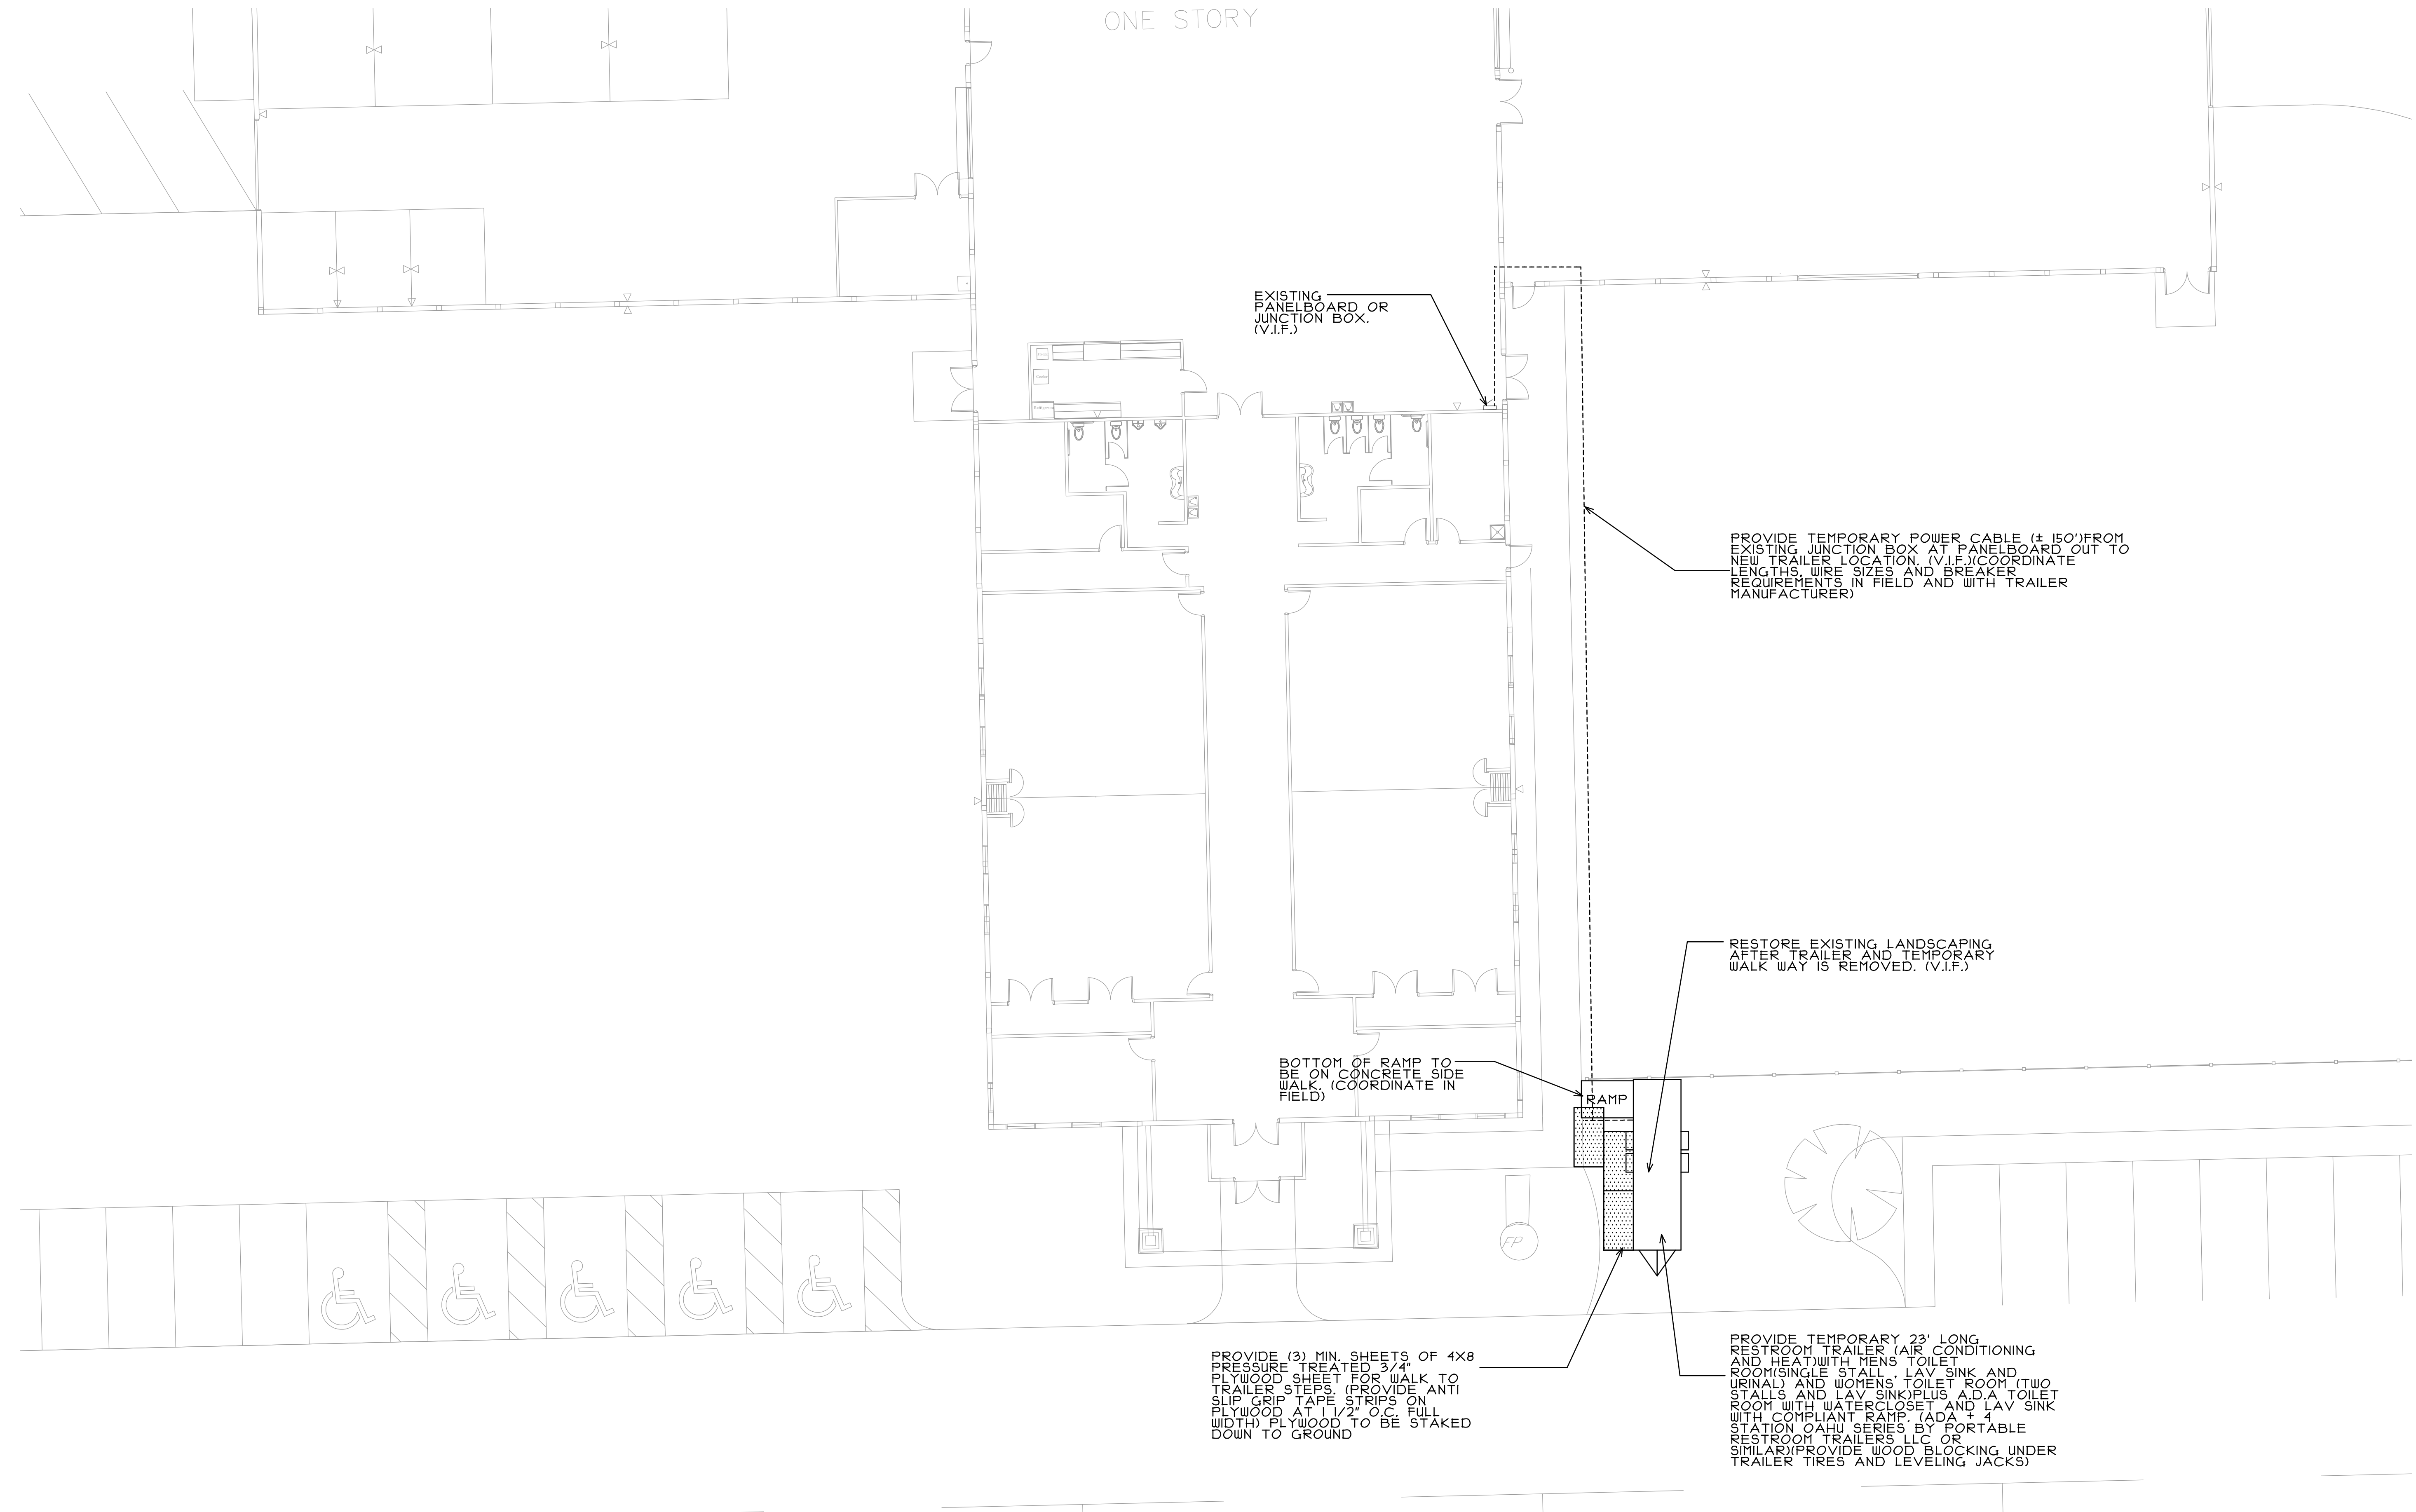 ONE STORY
EXISTING
PANELBOARD OR
JUNCTION BOX.
(V.I.F.)
PROVIDE TEMPORARY POWER CABLE (± 150')FROM
EXISTING JUNCTION BOX AT PANELBOARD OUT TO
NEW TRAILER LOCATION. (V.I.F.)(COORDINATE
LENGTHS, WIRE SIZES AND BREAKER
REQUIREMENTS IN FIELD AND WITH TRAILER
MANUFACTURER)
RESTORE EXISTING LANDSCAPING
AFTER TRAILER AND TEMPORARY
WALK WAY IS REMOVED. (V.I.F.)
BOTTOM OF RAMP TO
BE ON CONCRETE SIDE
WALK. (COORDINATE IN
FIELD)
RAMP
FP
PROVIDE (3) MIN. SHEETS OF 4X8
PRESSURE TREATED 3/4"
PLYWOOD SHEET FOR WALK TO
TRAILER STEPS. (PROVIDE ANTI
SLIP GRIP TAPE STRIPS ON
PLYWOOD AT 1 1/2" O.C. FULL
WIDTH) PLYWOOD TO BE STAKED
DOWN TO GROUND
PROVIDE TEMPORARY 23' LONG
RESTROOM TRAILER (AIR CONDITIONING
AND HEAT)WITH MENS TOILET
ROOM(SINGLE STALL , LAV SINK AND
URINAL) AND WOMENS TOILET ROOM (TWO
STALLS AND LAV SINK)PLUS A.D.A TOILET
ROOM WITH WATERCLOSET AND LAV SINK
WITH COMPLIANT RAMP. (ADA + 4
STATION OAHU SERIES BY PORTABLE
RESTROOM TRAILERS LLC OR
SIMILAR)(PROVIDE WOOD BLOCKING UNDER
TRAILER TIRES AND LEVELING JACKS)